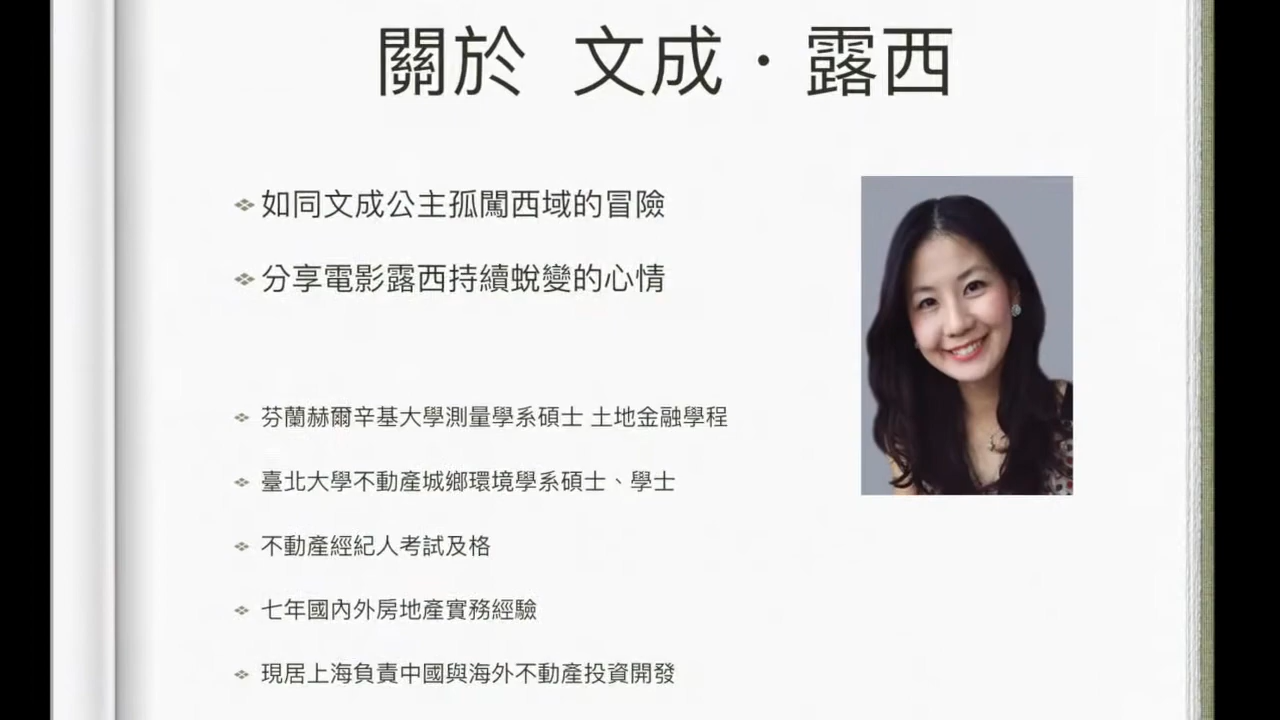 關於 文成·露西
如同文成公主孤闖西域的冒險
分享電影露西持續蛻變的心情
芬蘭赫爾辛基大學測量學系碩士 土地金融學程
臺北大學不動產城鄉環境學系碩士、學士
不動產經紀人考試及格
七年國內外房地產實務經驗
現居上海負責中國與海外不動產投資開發